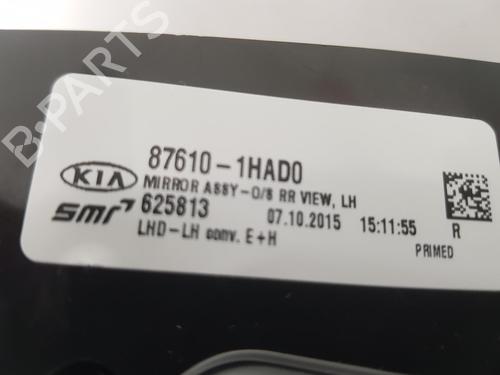 B-PARTS
87610-1HAD0
KIA
MIRROR ASSY-O/S RR VIEW, LH
smr 625813 07.10.2015 15:11:55 R
LHD-LH conv. E+H PRIMED